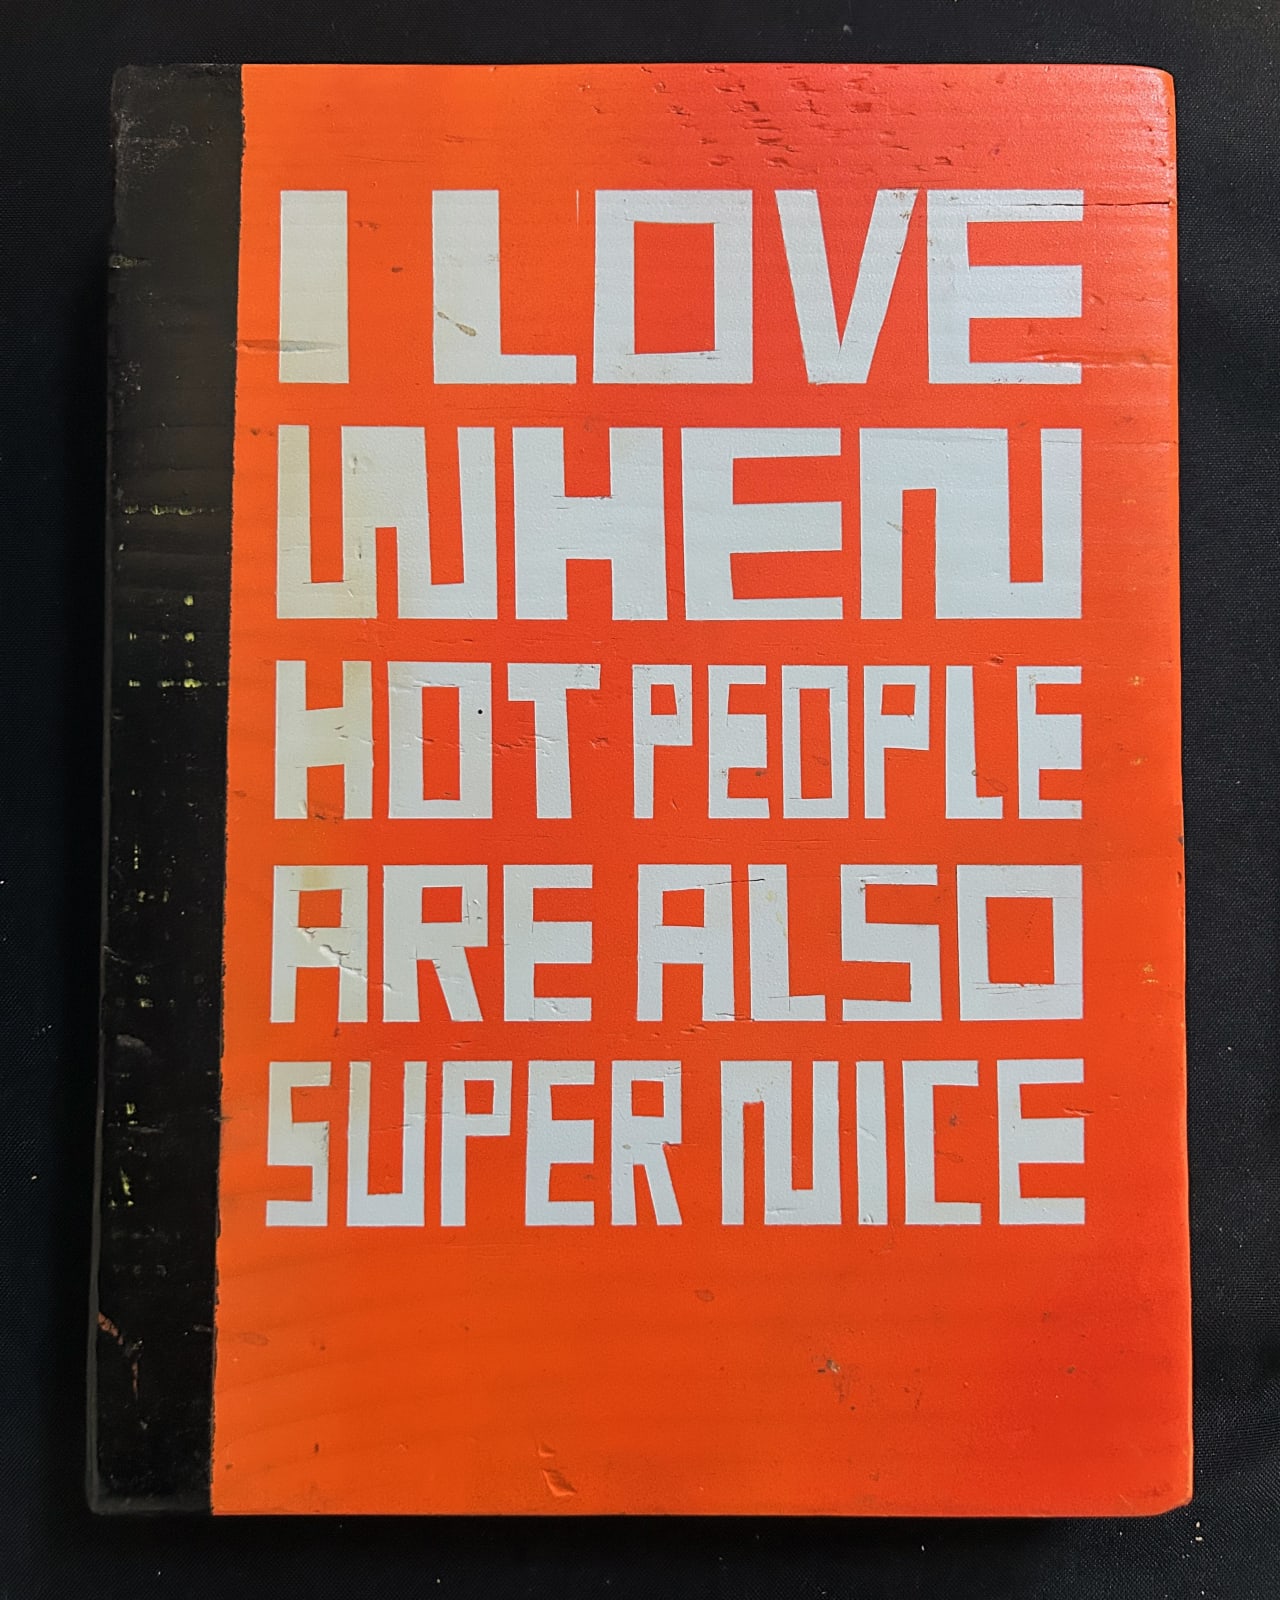 I LOVE
WHEN
HOT PEOPLE
ARE ALSO
SUPER NICE